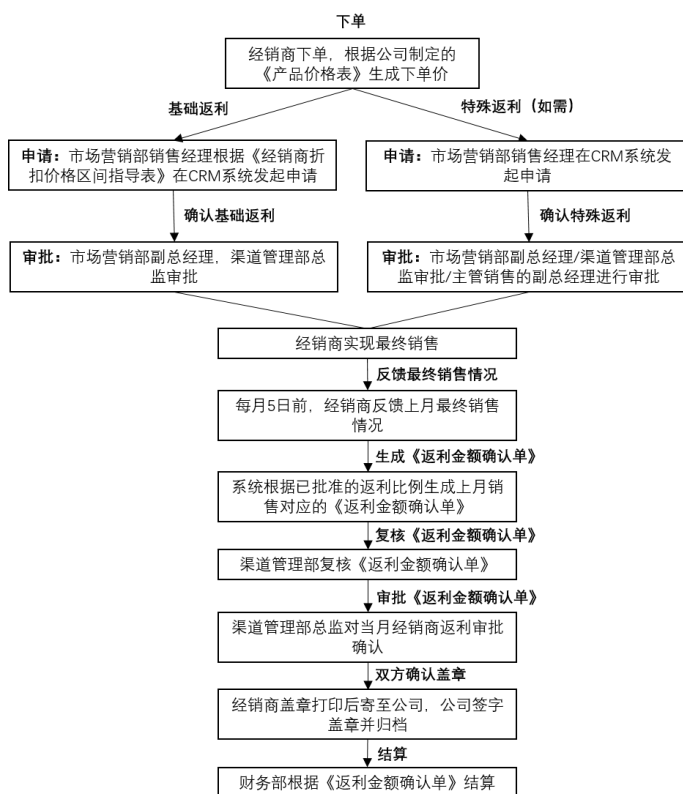 下单
经销商下单，根据公司制定的
《产品价格表》生成下单价
基础返利
特殊返利（如需）
申请：市场营销部销售经理根据《经销商折
扣价格区间指导表》在CRM系统发起申请
申请：市场营销部销售经理在CRM系统发
起申请
确认基础返利
确认特殊返利
审批：市场营销部副总经理，渠道管理部总
监审批
审批：市场营销部副总经理/渠道管理部总
监审批/主管销售的副总经理进行审批
经销商实现最终销售
反馈最终销售情况
每月5日前，经销商反馈上月最终销售
情况
生成《返利金额确认单》
系统根据已批准的返利比例生成上月销
售对应的《返利金额确认单》
复核《返利金额确认单》
渠道管理部复核《返利金额确认单》
审批《返利金额确认单》
渠道管理部总监对当月经销商返利审批
确认
双方确认盖章
经销商盖章打印后寄至公司，公司签字
盖章并归档
结算
财务部根据《返利金额确认单》结算